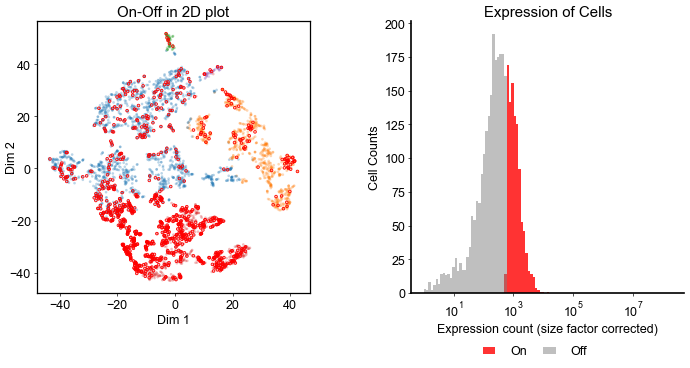 On-Off in 2D plot
Dim 2
40
20
0
−20
−40
−40 −20 0 20 40
Dim 1
Expression of Cells
Cell Counts
200
175
150
125
100
75
50
25
0
10^1 10^3 10^5 10^7
Expression count (size factor corrected)
On Off